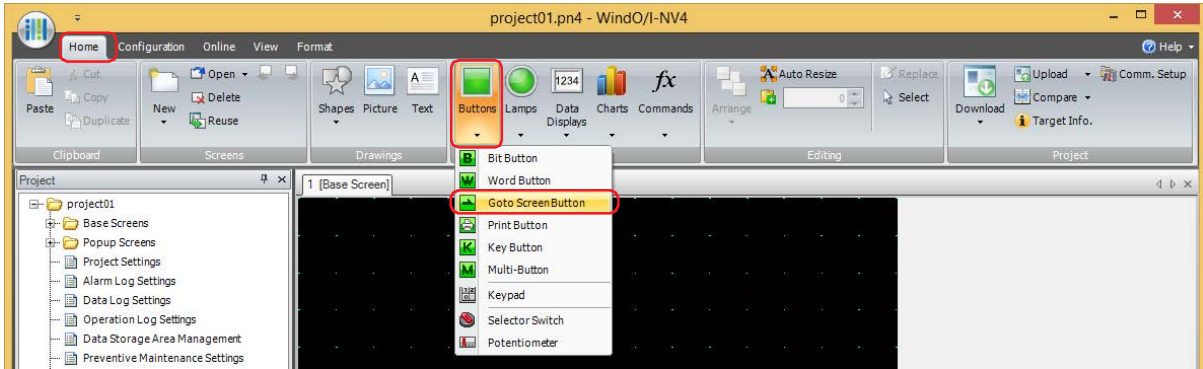 project01.pn4 - WindO/I-NV4
Home Configuration Online View Format Help
Cut Open Auto Resize Replace Upload Comm. Setup
Copy Delete 0 Select Compare
Paste Duplicate New Reuse Shapes Picture Text Buttons Lamps 1234 Data Displays Charts fx Commands Arrange Download Target Info.
Clipboard Screens Drawings Editing Project
Project 1 [Base Screen]
B Bit Button
W Word Button
Goto Screen Button
Print Button
K Key Button
M Multi-Button
Keypad
Selector Switch
Potentiometer
project01
Base Screens
Popup Screens
Project Settings
Alarm Log Settings
Data Log Settings
Operation Log Settings
Data Storage Area Management
Preventive Maintenance Settings